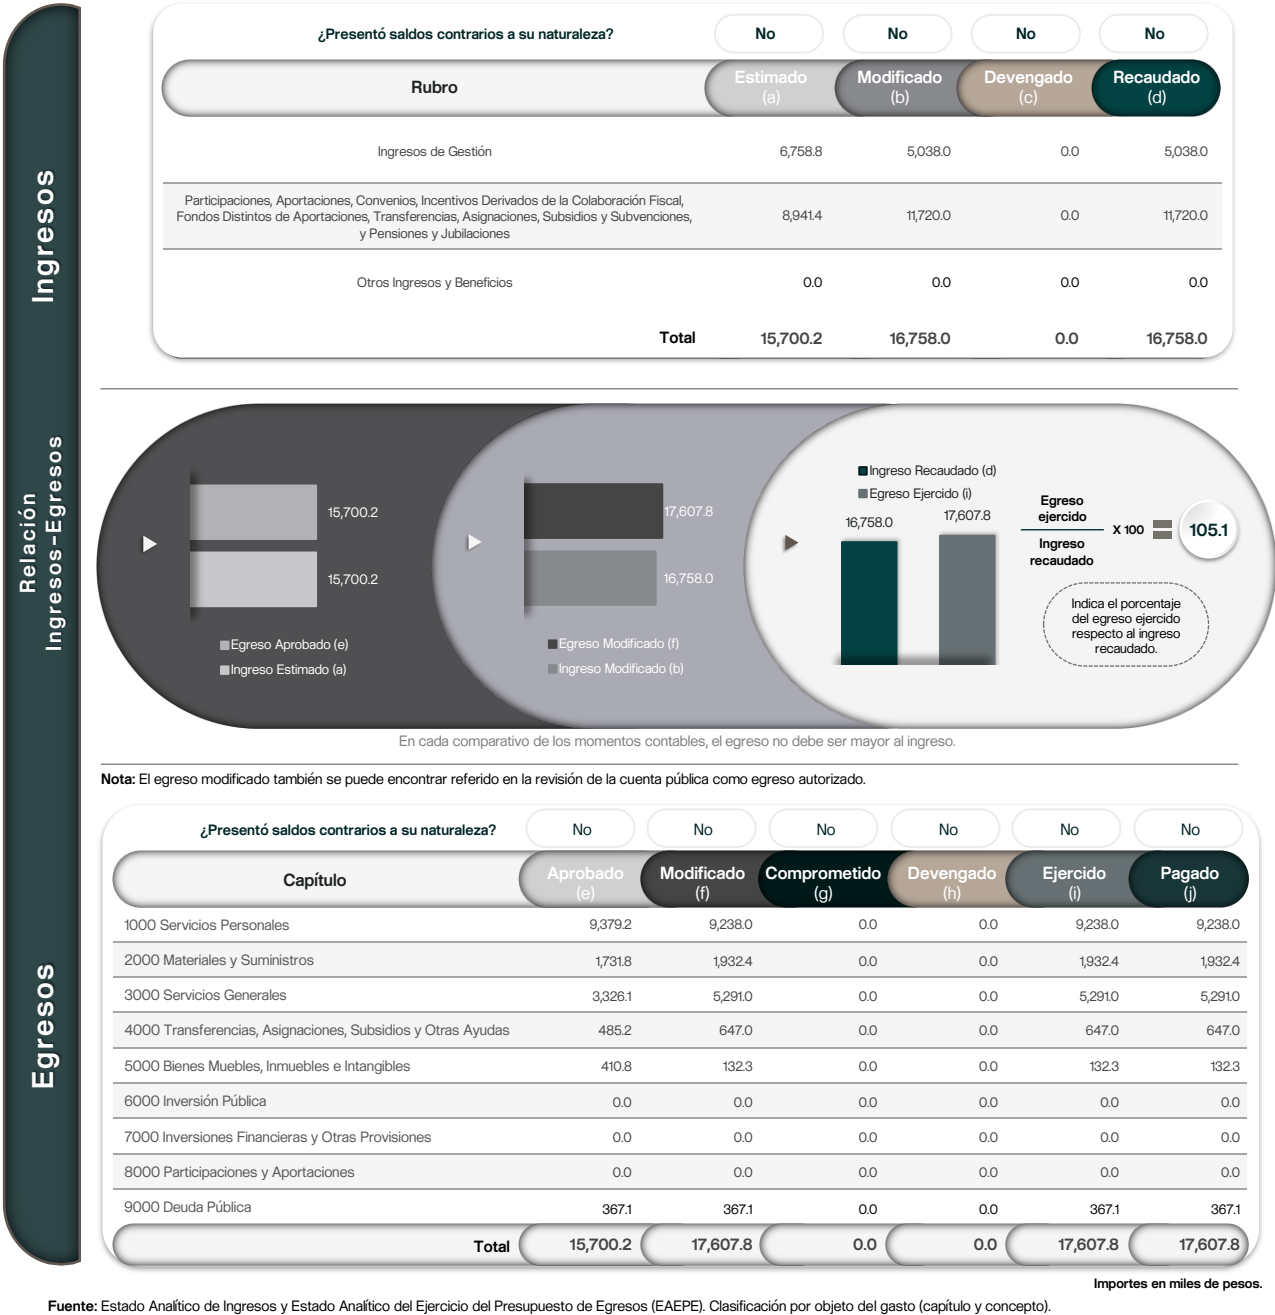 Ingresos
¿Presentó saldos contrarios a su naturaleza? No No No No
Rubro Estimado (a) Modificado (b) Devengado (c) Recaudado (d)
Ingresos de Gestión 6,758.8 5,038.0 0.0 5,038.0
Participaciones, Aportaciones, Convenios, Incentivos Derivados de la Colaboración Fiscal,
Fondos Distintos de Aportaciones, Transferencias, Asignaciones, Subsidios y Subvenciones, 8,941.4 11,720.0 0.0 11,720.0
y Pensiones y Jubilaciones
Otros Ingresos y Beneficios 0.0 0.0 0.0 0.0
Total 15,700.2 16,758.0 0.0 16,758.0
Relación
Ingresos-Egresos
15,700.2
15,700.2
Egreso Aprobado (e)
Ingreso Estimado (a)
17,607.8
16,758.0
Egreso Modificado (f)
Ingreso Modificado (b)
Ingreso Recaudado (d)
Egreso Ejercido (i)
16,758.0 17,607.8
Egreso
ejercido
Ingreso
recaudado
X 100 = 105.1
Indica el porcentaje
del egreso ejercido
respecto al ingreso
recaudado.
En cada comparativo de los momentos contables, el egreso no debe ser mayor al ingreso.
Nota: El egreso modificado también se puede encontrar referido en la revisión de la cuenta pública como egreso autorizado.
Egresos
¿Presentó saldos contrarios a su naturaleza? No No No No No No
Capítulo Aprobado (e) Modificado (f) Comprometido (g) Devengado (h) Ejercido (i) Pagado (j)
1000 Servicios Personales 9,379.2 9,238.0 0.0 0.0 9,238.0 9,238.0
2000 Materiales y Suministros 1,731.8 1,932.4 0.0 0.0 1,932.4 1,932.4
3000 Servicios Generales 3,326.1 5,291.0 0.0 0.0 5,291.0 5,291.0
4000 Transferencias, Asignaciones, Subsidios y Otras Ayudas 485.2 647.0 0.0 0.0 647.0 647.0
5000 Bienes Muebles, Inmuebles e Intangibles 410.8 132.3 0.0 0.0 132.3 132.3
6000 Inversión Pública 0.0 0.0 0.0 0.0 0.0 0.0
7000 Inversiones Financieras y Otras Provisiones 0.0 0.0 0.0 0.0 0.0 0.0
8000 Participaciones y Aportaciones 0.0 0.0 0.0 0.0 0.0 0.0
9000 Deuda Pública 367.1 367.1 0.0 0.0 367.1 367.1
Total 15,700.2 17,607.8 0.0 0.0 17,607.8 17,607.8
Importes en miles de pesos.
Fuente: Estado Analítico de Ingresos y Estado Analítico del Ejercicio del Presupuesto de Egresos (EAEPE). Clasificación por objeto del gasto (capítulo y concepto).